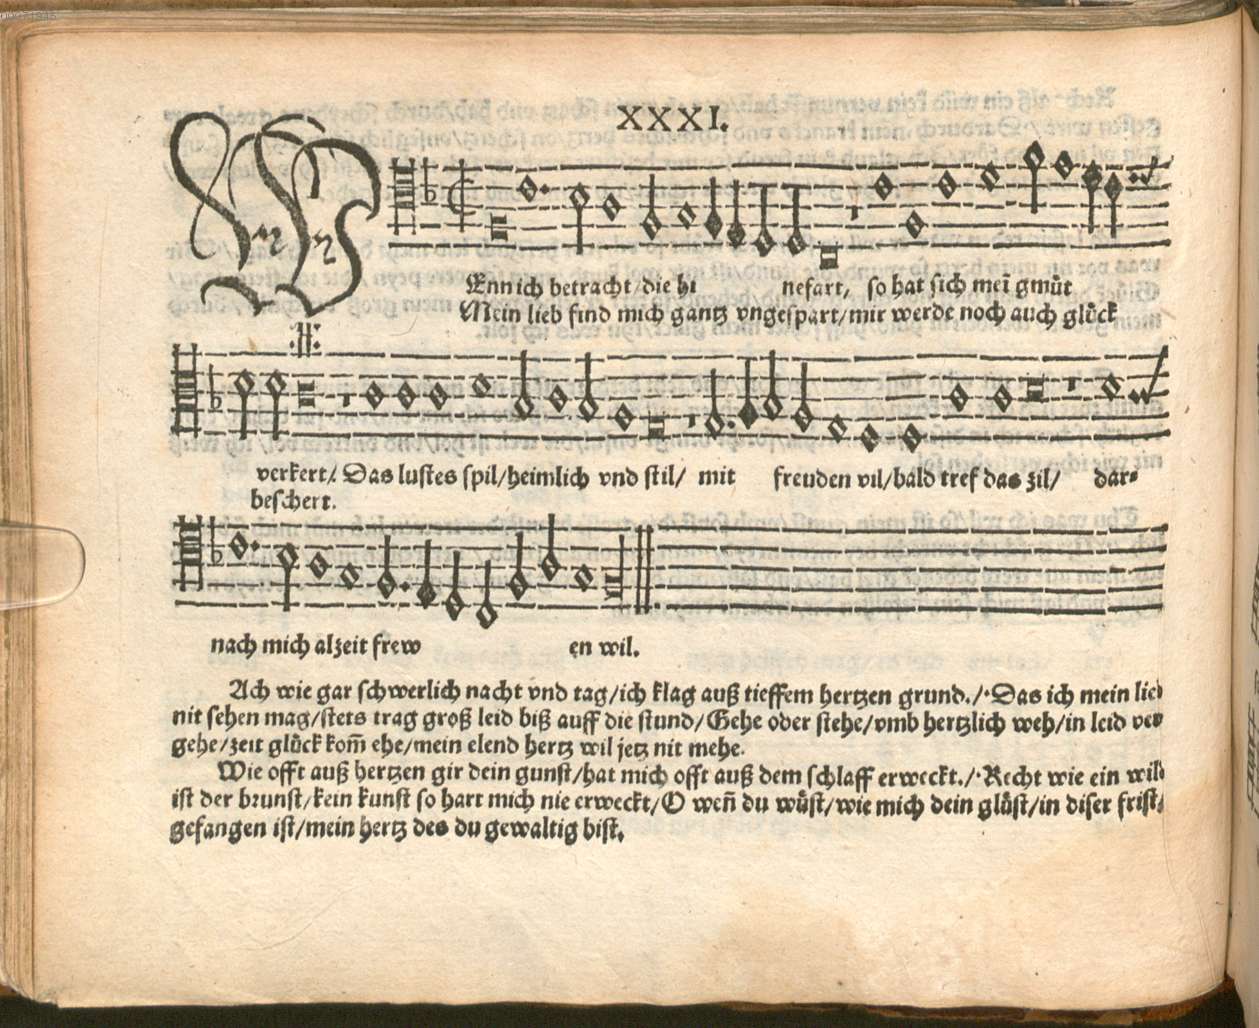 XXXI.
WEnn ich betracht/die hi nefart, so hat sich mei gmůt
Mein lieb find mich gantz vngespart/mir werde noch auch glůck
verkert/. Das lustes spil/heimlich vnd stil/ mit freuden vil/bald tref das zil/ dar⸗
beschert.
nach mich alzeit frew en wil.
Ach wie gar schwerlich nacht vnd tag/ich klag auß tieffem hertzen grund./·Das ich mein lieb
nit sehen mag/stets trag groß leid biß auff die stund/Gehe oder stehe/vmb hertzlich weh/in leid ver
gehe/zeit glůck kom̄ ehe/mein elend hertz wil jetz nit mehe.
Wie offt auß hertzen gir dein gunst/hat mich offt auß dem schlaff erweckt./·Recht wie ein wild
ist der brunst/kein kunst so hart mich nie erweckt/O wen̄ du wůst/wie mich dein glůst/in diser frist/
gefangen ist/mein hertz des du gewaltig bist.